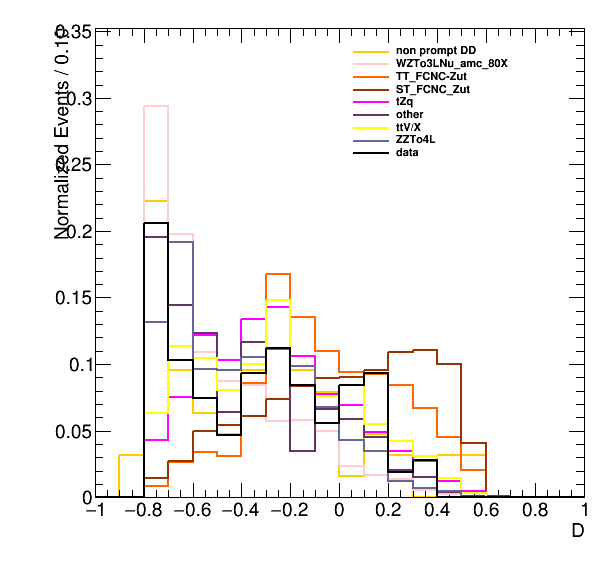 0.35
Normalized Events / 0.10
non prompt DD
WZTo3LNu_amc_80X
TT_FCNC-Zut
ST_FCNC_Zut
tZq
other
ttV/X
ZZTo4L
data
0.3
0.25
0.2
0.15
0.1
0.05
0
−1 −0.8 −0.6 −0.4 −0.2 0 0.2 0.4 0.6 0.8 1
D